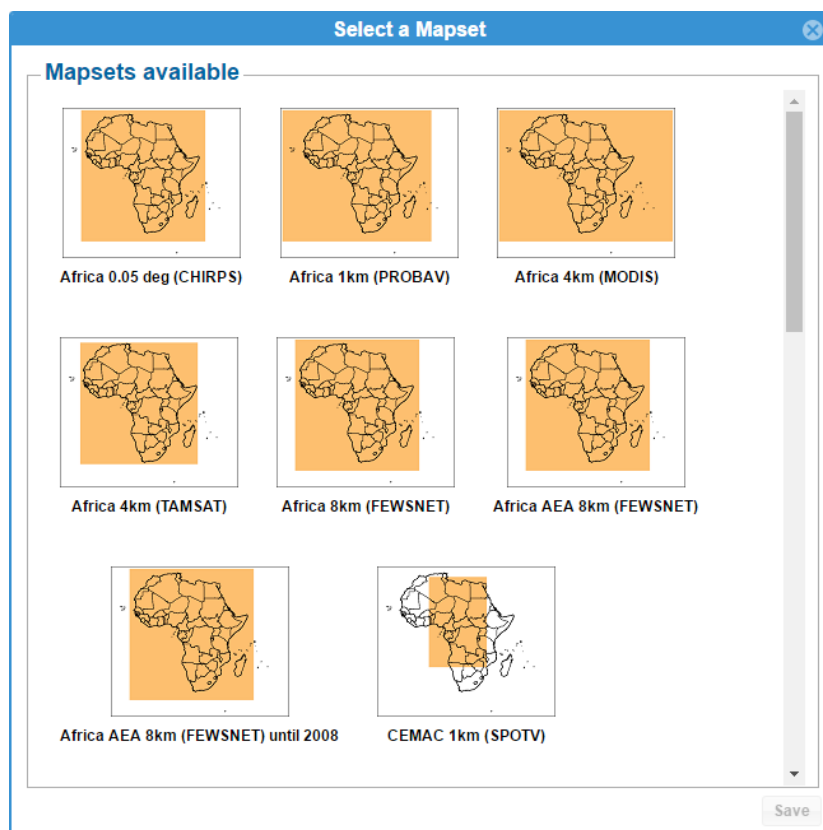 Select a Mapset
Mapsets available
Africa 0.05 deg (CHIRPS)
Africa 1km (PROBAV)
Africa 4km (MODIS)
Africa 4km (TAMSAT)
Africa 8km (FEWSNET)
Africa AEA 8km (FEWSNET)
Africa AEA 8km (FEWSNET) until 2008
CEMAC 1km (SPOTV)
Save